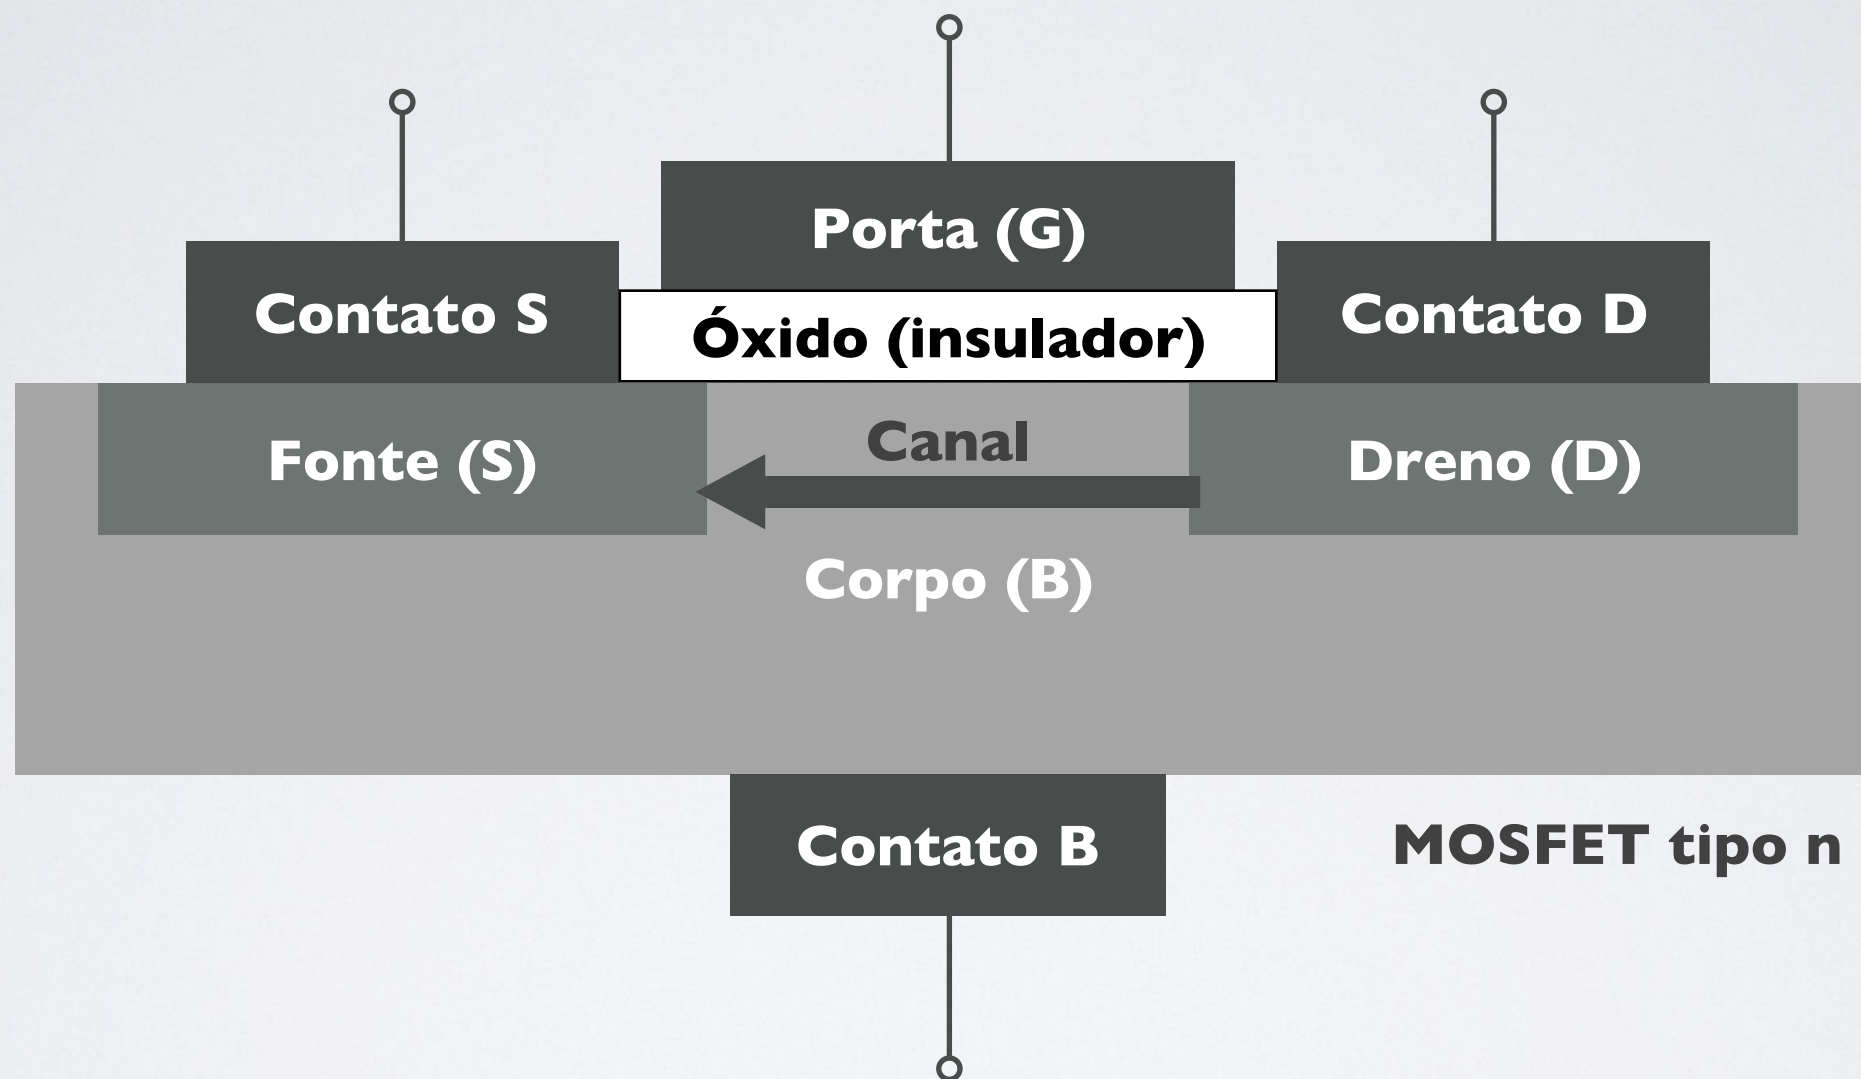 Porta (G)
Contato S
Óxido (insulador)
Contato D
Fonte (S)
Canal
Dreno (D)
Corpo (B)
Contato B
MOSFET tipo n